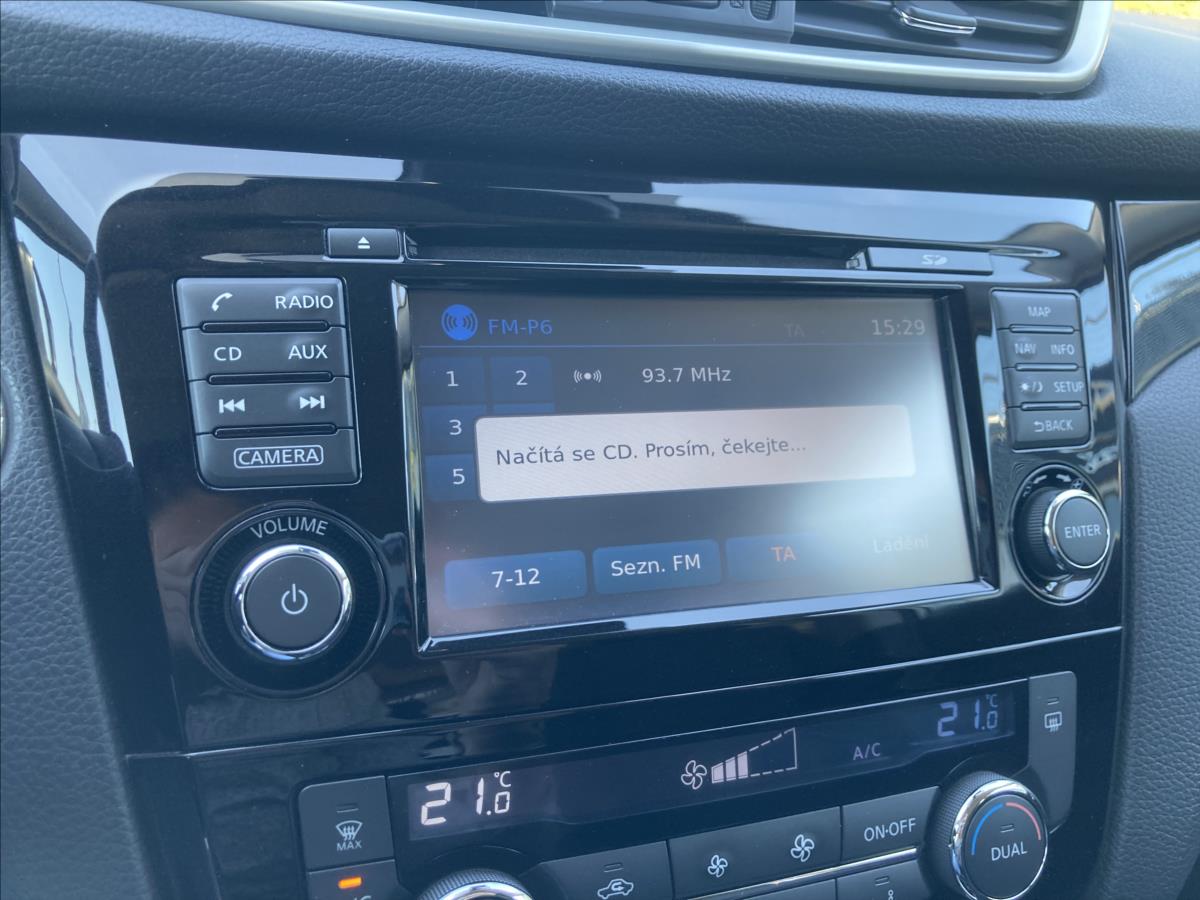 RADIO
CD AUX
CAMERA
VOLUME
SD
FM-P6 TA 15:29
1 2 93.7 MHz
3
5
Načítá se CD. Prosím, čekejte...
7-12 Sezn. FM TA Ladění
MAP
NAV INFO
SETUP
BACK
ENTER
21.0 °C A/C 21.0 °C
MAX
ON·OFF
DUAL